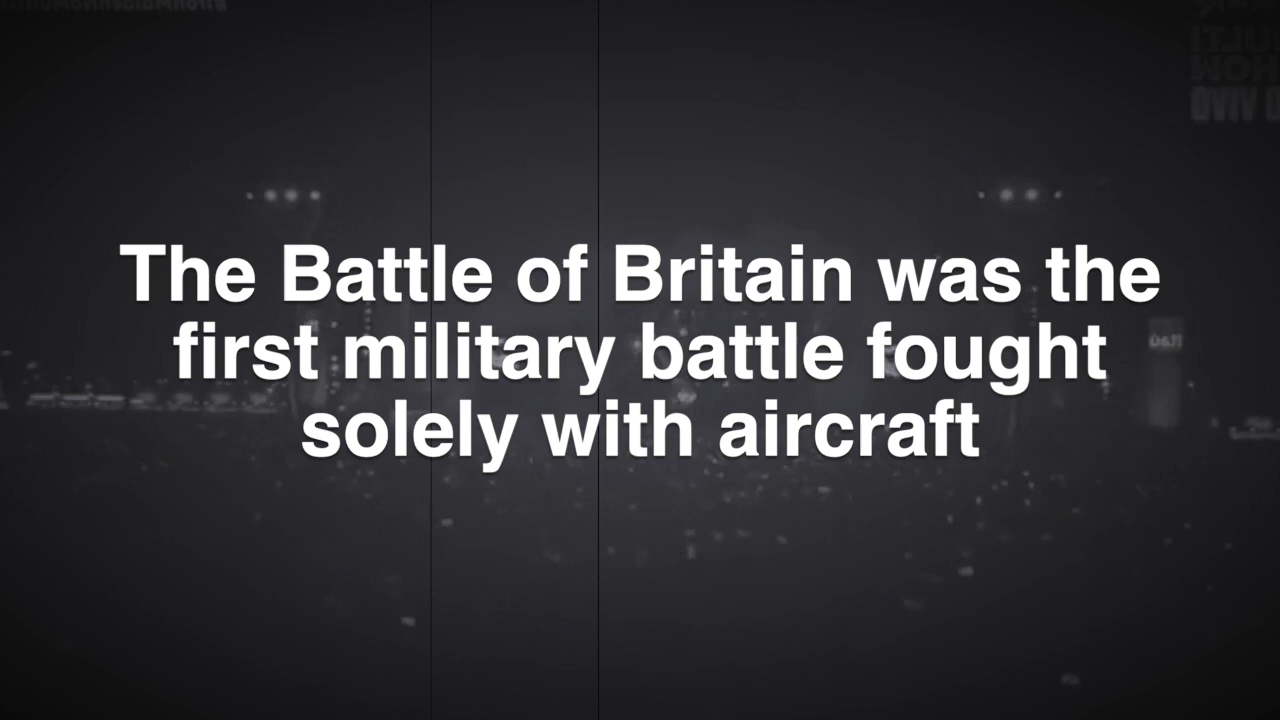 The Battle of Britain was the
first military battle fought
solely with aircraft